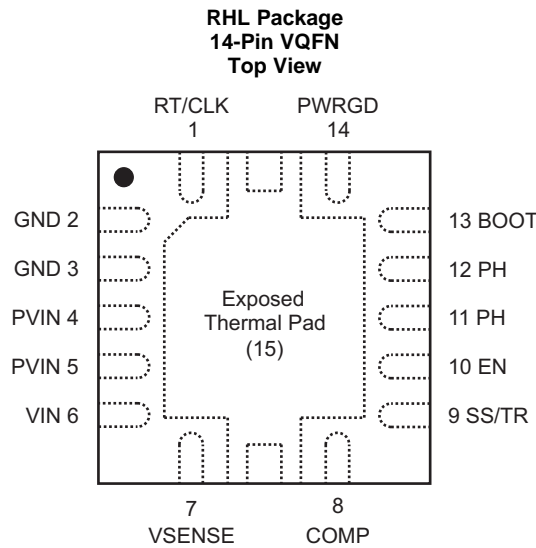 RHL Package
14-Pin VQFN
Top View
RT/CLK
1
PWRGD
14
GND 2
GND 3
PVIN 4
PVIN 5
VIN 6
Exposed
Thermal Pad
(15)
13 BOOT
12 PH
11 PH
10 EN
9 SS/TR
7
VSENSE
8
COMP